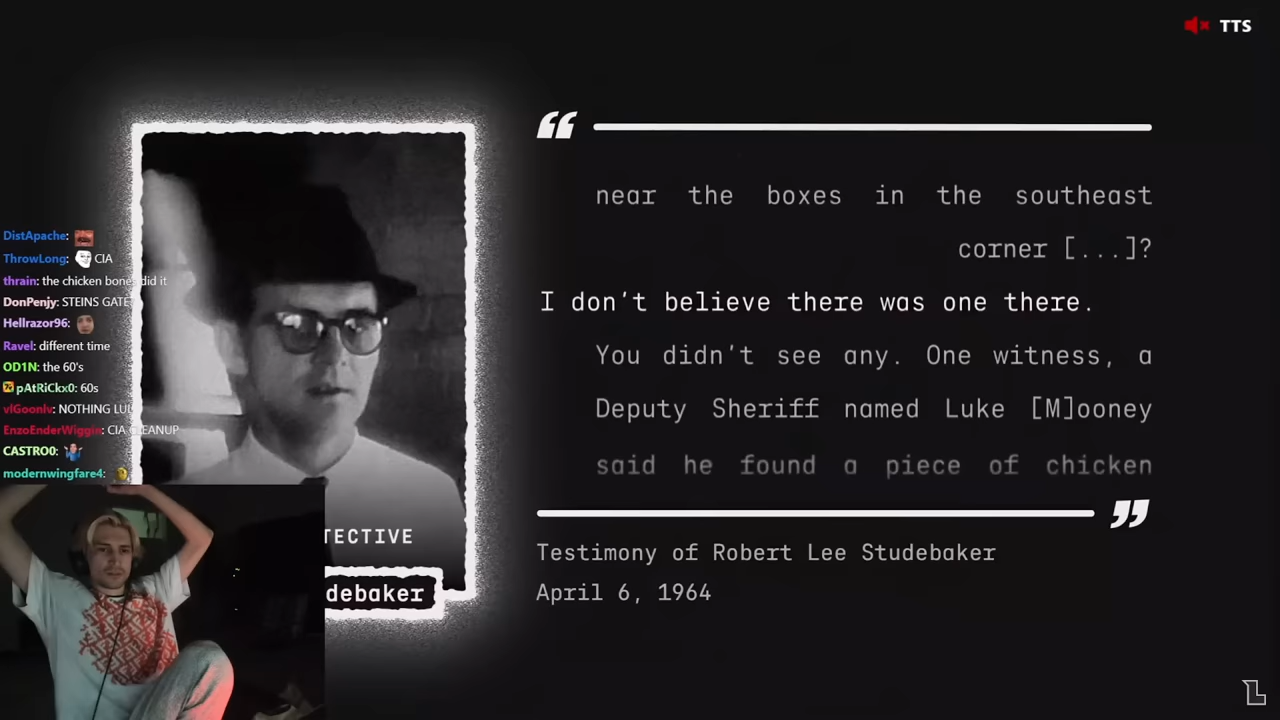 TTS
“
near the boxes in the southeast
corner [...]?
I don't believe there was one there.
You didn't see any. One witness, a
Deputy Sheriff named Luke [M]ooney
said he found a piece of chicken
”
Testimony of Robert Lee Studebaker
April 6, 1964
TECTIVE
debaker
DistApache:
ThrowLong: CIA
thrain: the chicken bone did it
DonPenjy: STEINS GATE
Hellrazor96:
Ravel: different time
OD1N: the 60's
pAtRiCkx0: 60s
vlGoonlv: NOTHING LUL
EnzoEnderWiggin: CIA CLEANUP
CASTRO0:
modernwingfare4: